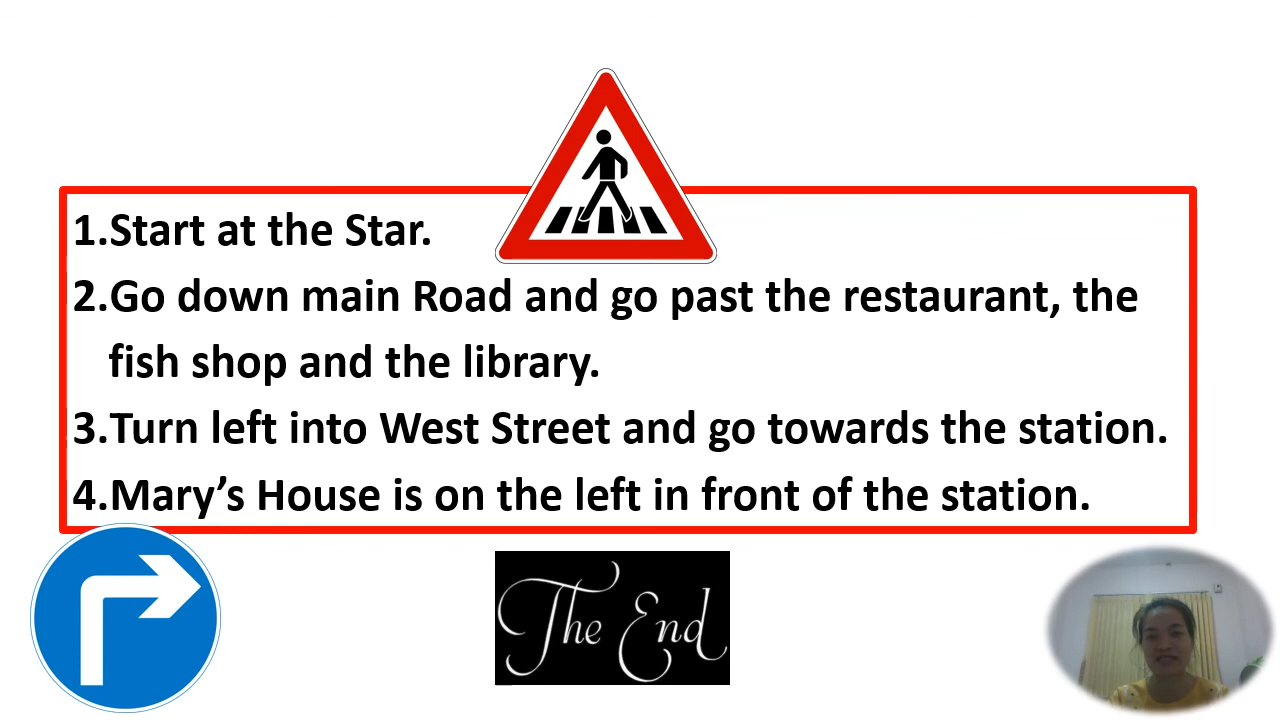 1.Start at the Star.
2.Go down main Road and go past the restaurant, the
fish shop and the library.
3.Turn left into West Street and go towards the station.
4.Mary’s House is on the left in front of the station.
The End